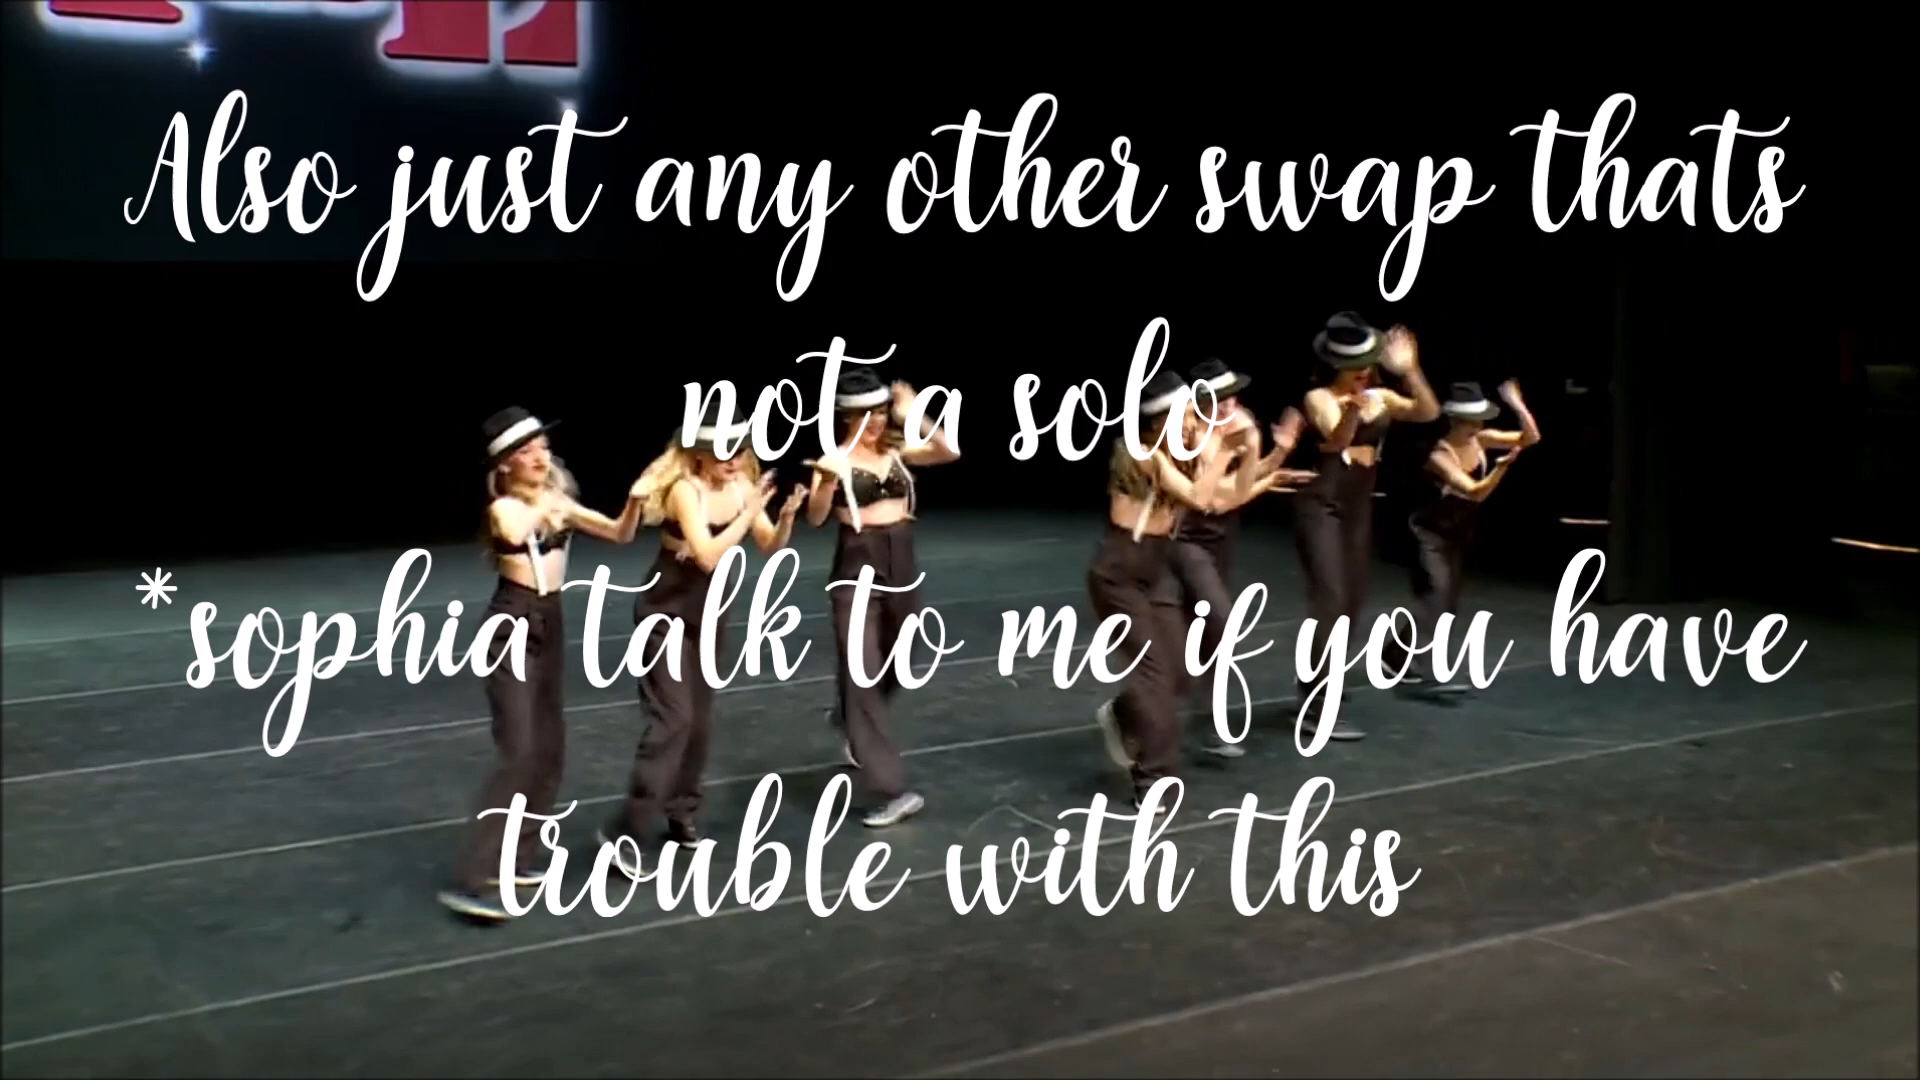 Also just any other swap thats
not a solo
*sophia talk to me if you have
trouble with this